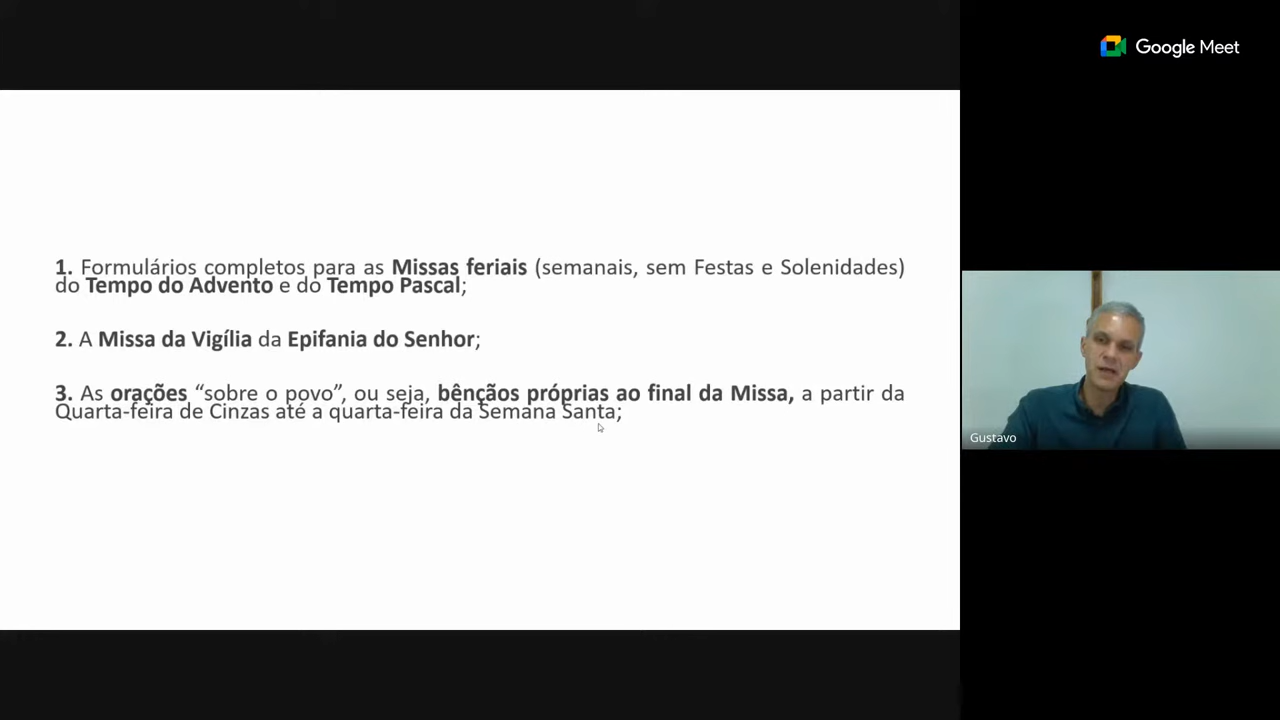 Google Meet
1. Formulários completos para as Missas feriais (semanais, sem Festas e Solenidades)
do Tempo do Advento e do Tempo Pascal;
2. A Missa da Vigília da Epifania do Senhor;
3. As orações “sobre o povo”, ou seja, bênçãos próprias ao final da Missa, a partir da
Quarta-feira de Cinzas até a quarta-feira da Semana Santa;
Gustavo